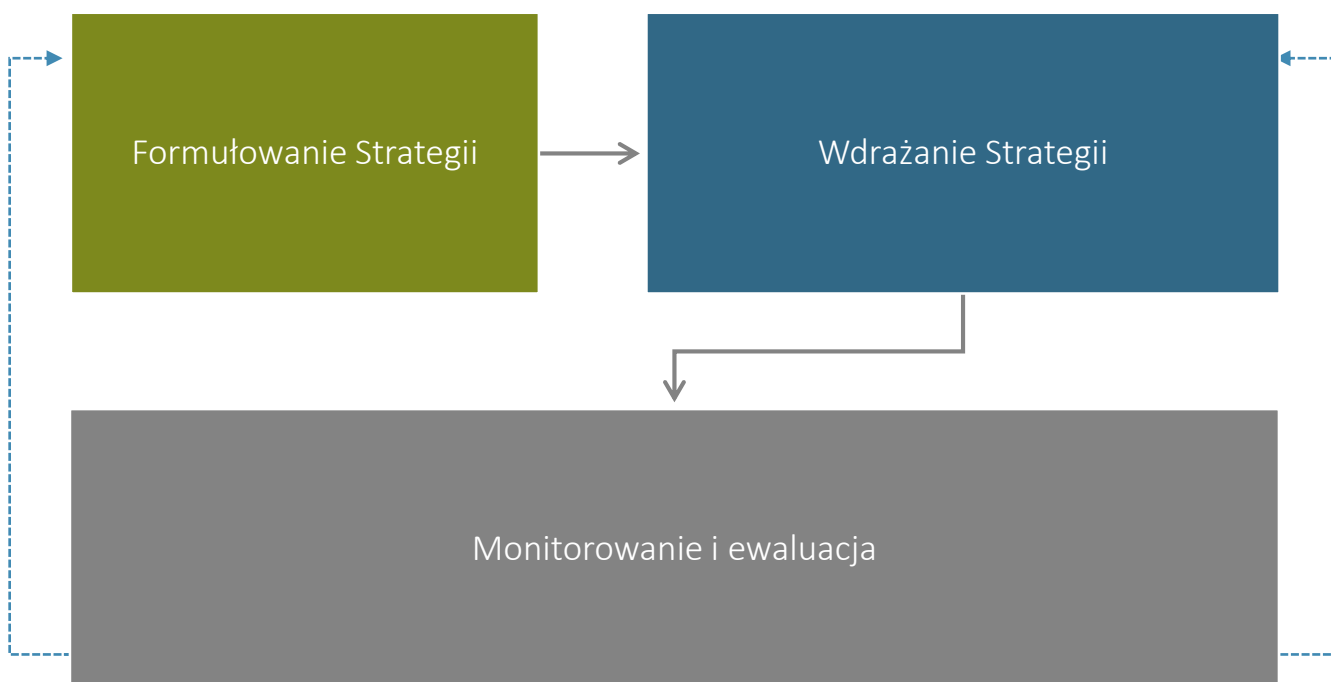 Formułowanie Strategii
Wdrażanie Strategii
Monitorowanie i ewaluacja